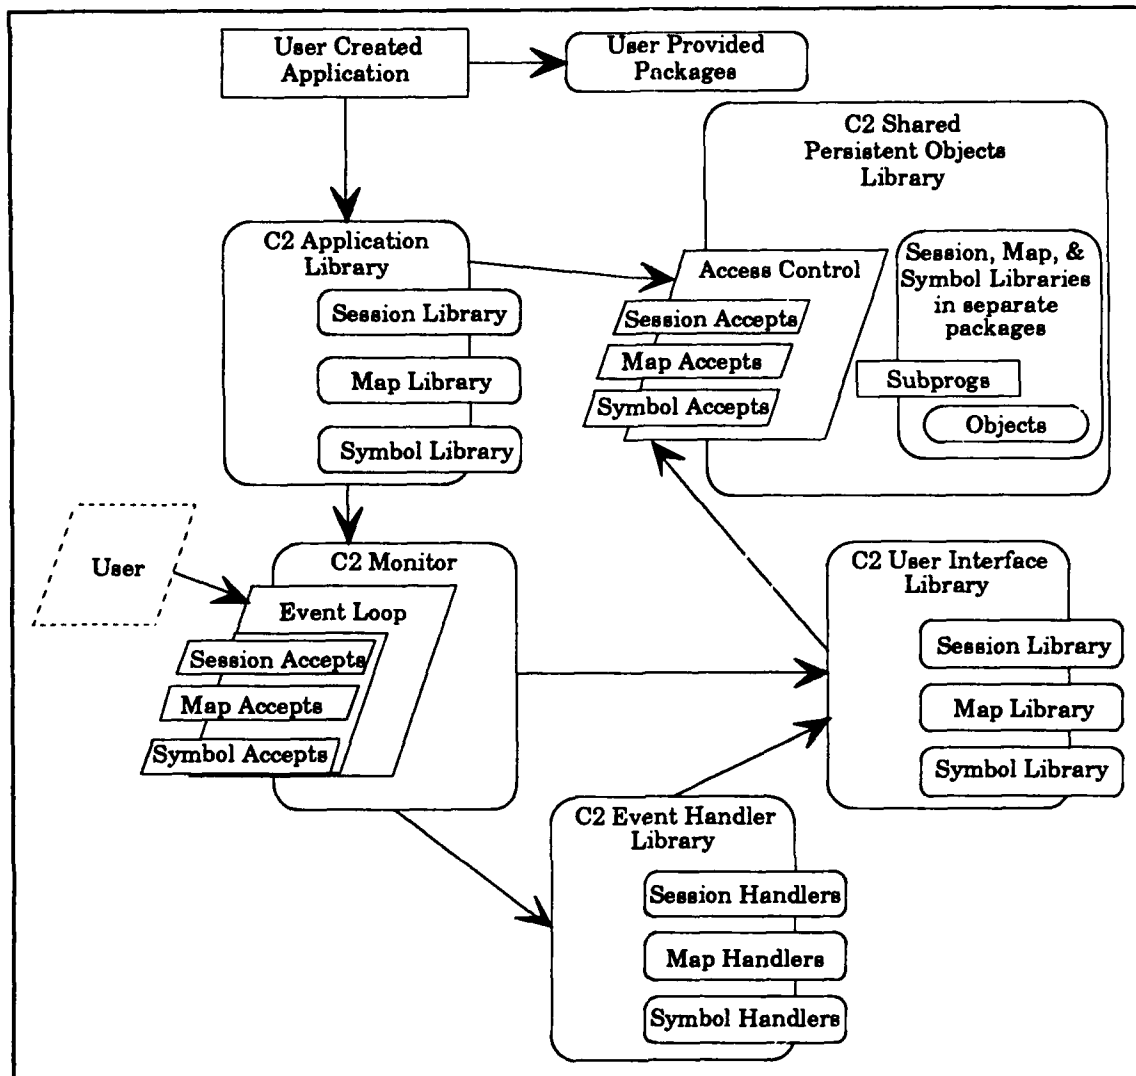 User Created
Application
User Provided
Packages
C2 Shared
Persistent Objects
Library
C2 Application
Library
Session Library
Map Library
Symbol Library
Access Control
Session Accepts
Map Accepts
Symbol Accepts
Session, Map, &
Symbol Libraries
in separate
packages
Subprogs
Objects
User
C2 Monitor
Event Loop
Session Accepts
Map Accepts
Symbol Accepts
C2 User Interface
Library
Session Library
Map Library
Symbol Library
C2 Event Handler
Library
Session Handlers
Map Handlers
Symbol Handlers